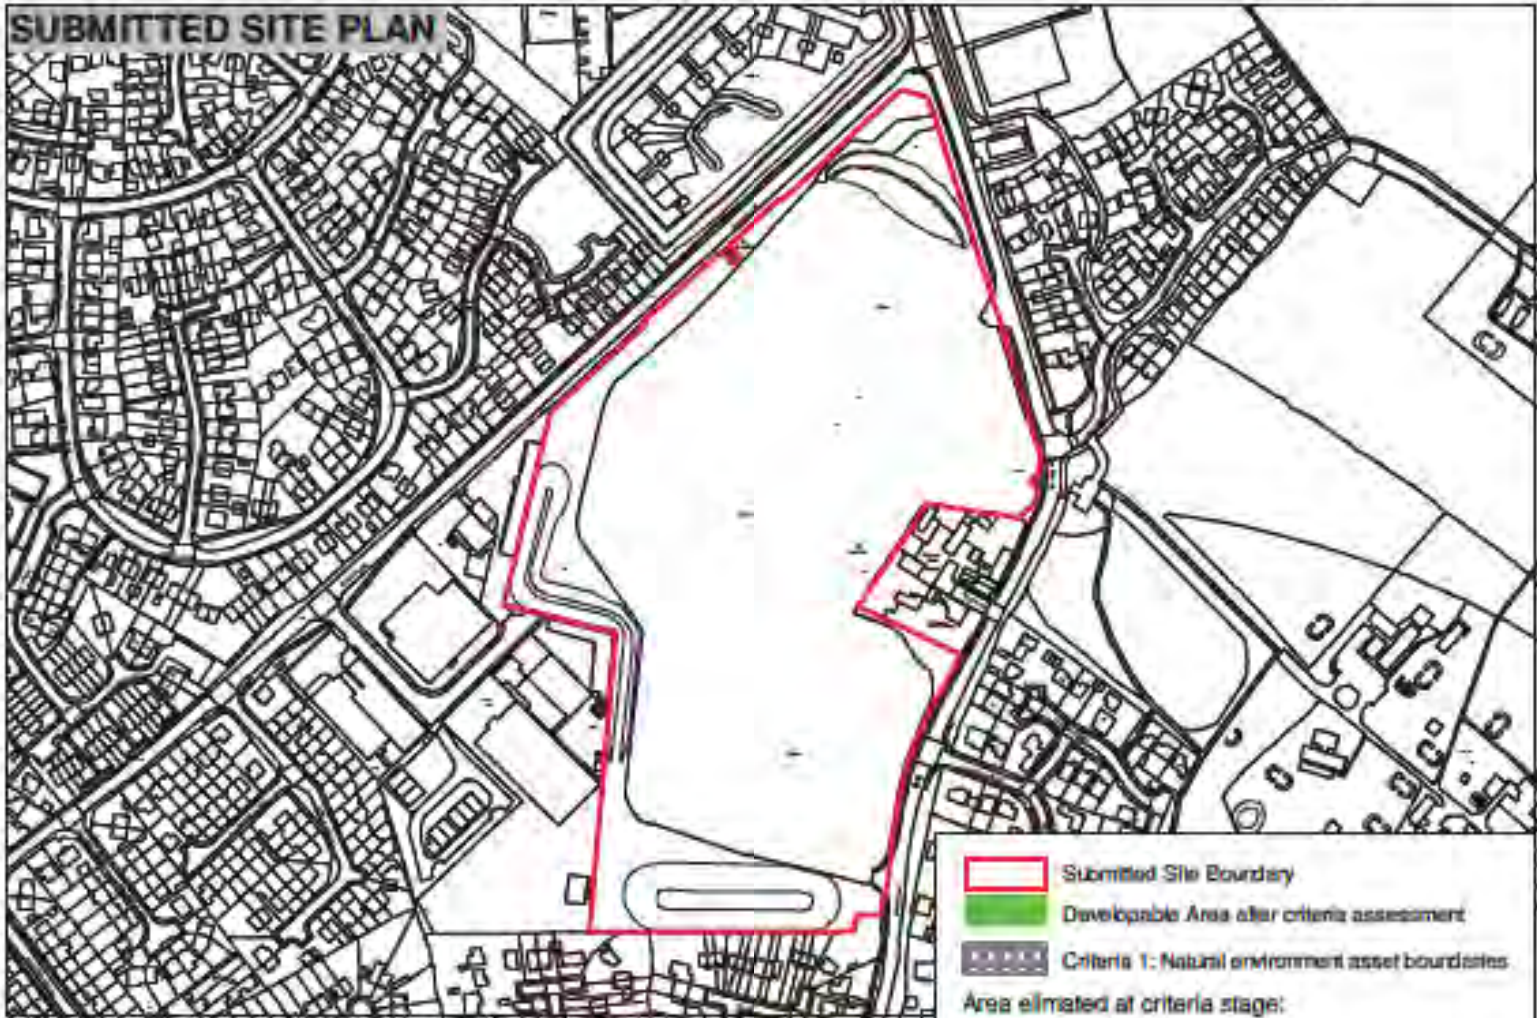 SUBMITTED SITE PLAN
Submitted Site Boundary
Developable Area after criteria assessment
Criteria 1: Natural environment asset boundaries
Area elimated at criteria stage: